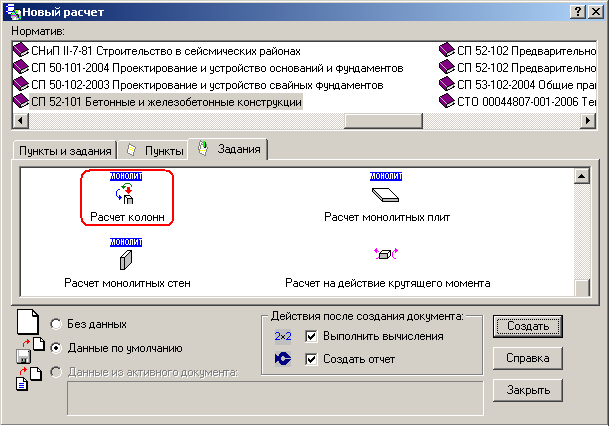 Новый расчет
Норматив:
СНиП II-7-81 Строительство в сейсмических районах
СП 50-101-2004 Проектирование и устройство оснований и фундаментов
СП 50-102-2003 Проектирование и устройство свайных фундаментов
СП 52-101 Бетонные и железобетонные конструкции
СП 52-102 Предварительно
СП 52-102 Предварительно
СП 53-102-2004 Общие пра
СТО 00044807-001-2006 Те
Пункты и задания
Пункты
Задания
МОНОЛИТ
МОНОЛИТ
Расчет колонн
Расчет монолитных плит
МОНОЛИТ
Расчет монолитных стен
Расчет на действие крутящего момента
Без данных
Данные по умолчанию
Данные из активного документа:
Действия после создания документа:
2×2
Выполнить вычисления
Создать отчет
Создать
Справка
Закрыть